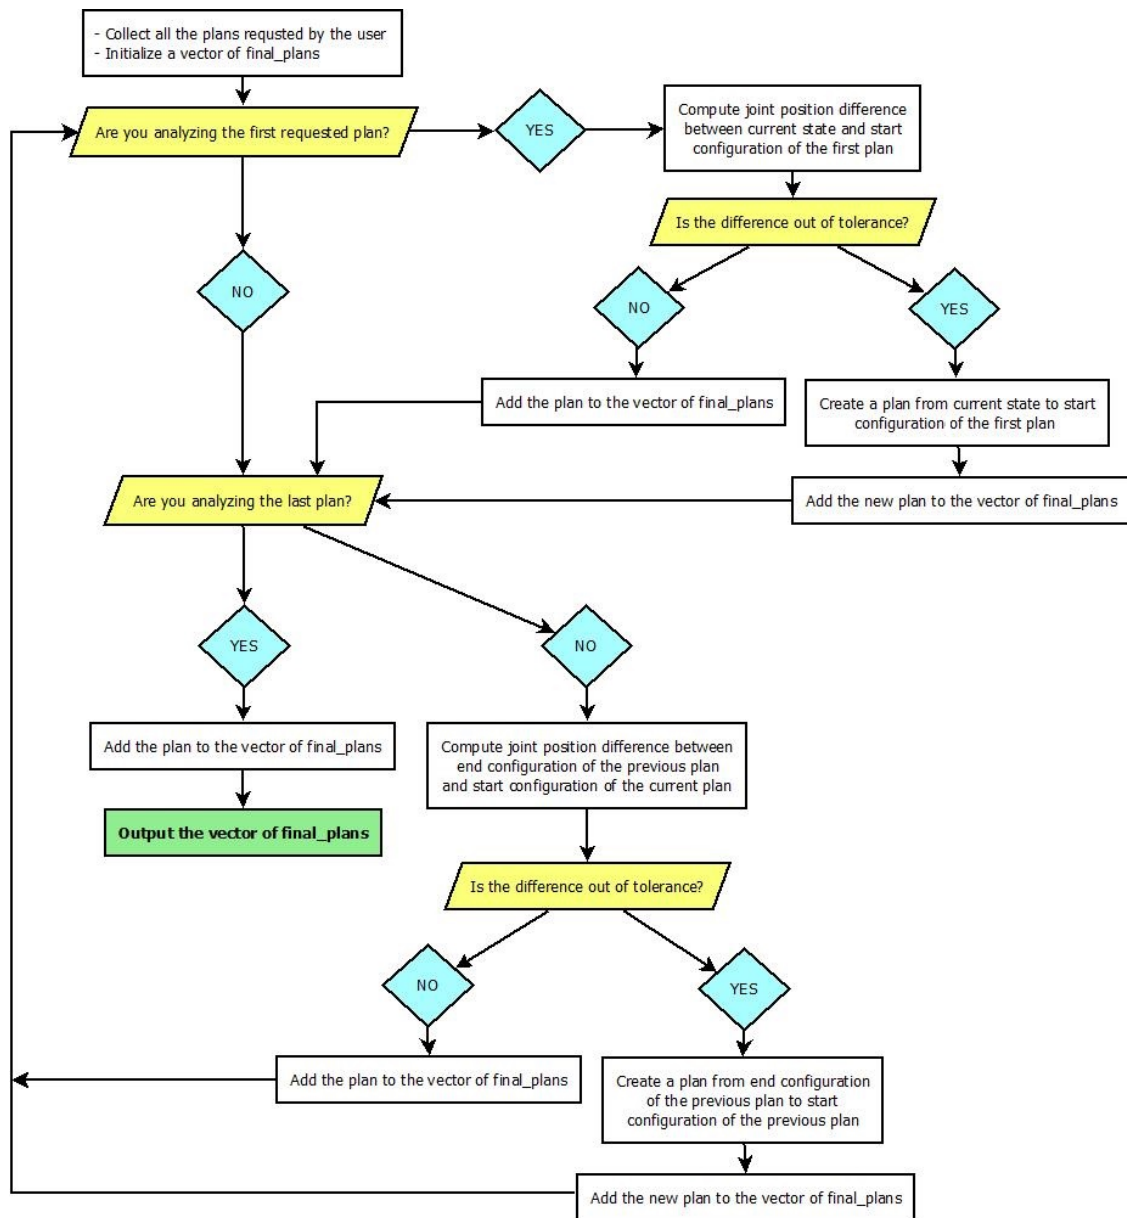 - Collect all the plans requsted by the user
- Initialize a vector of final_plans
Are you analyzing the first requested plan?
YES
Compute joint position difference
between current state and start
configuration of the first plan
Is the difference out of tolerance?
NO
NO
YES
Add the plan to the vector of final_plans
Create a plan from current state to start
configuration of the first plan
Are you analyzing the last plan?
Add the new plan to the vector of final_plans
YES
NO
Add the plan to the vector of final_plans
Compute joint position difference between
end configuration of the previous plan
and start configuration of the current plan
Output the vector of final_plans
Is the difference out of tolerance?
NO
YES
Add the plan to the vector of final_plans
Create a plan from end configuration
of the previous plan to start
configuration of the previous plan
Add the new plan to the vector of final_plans